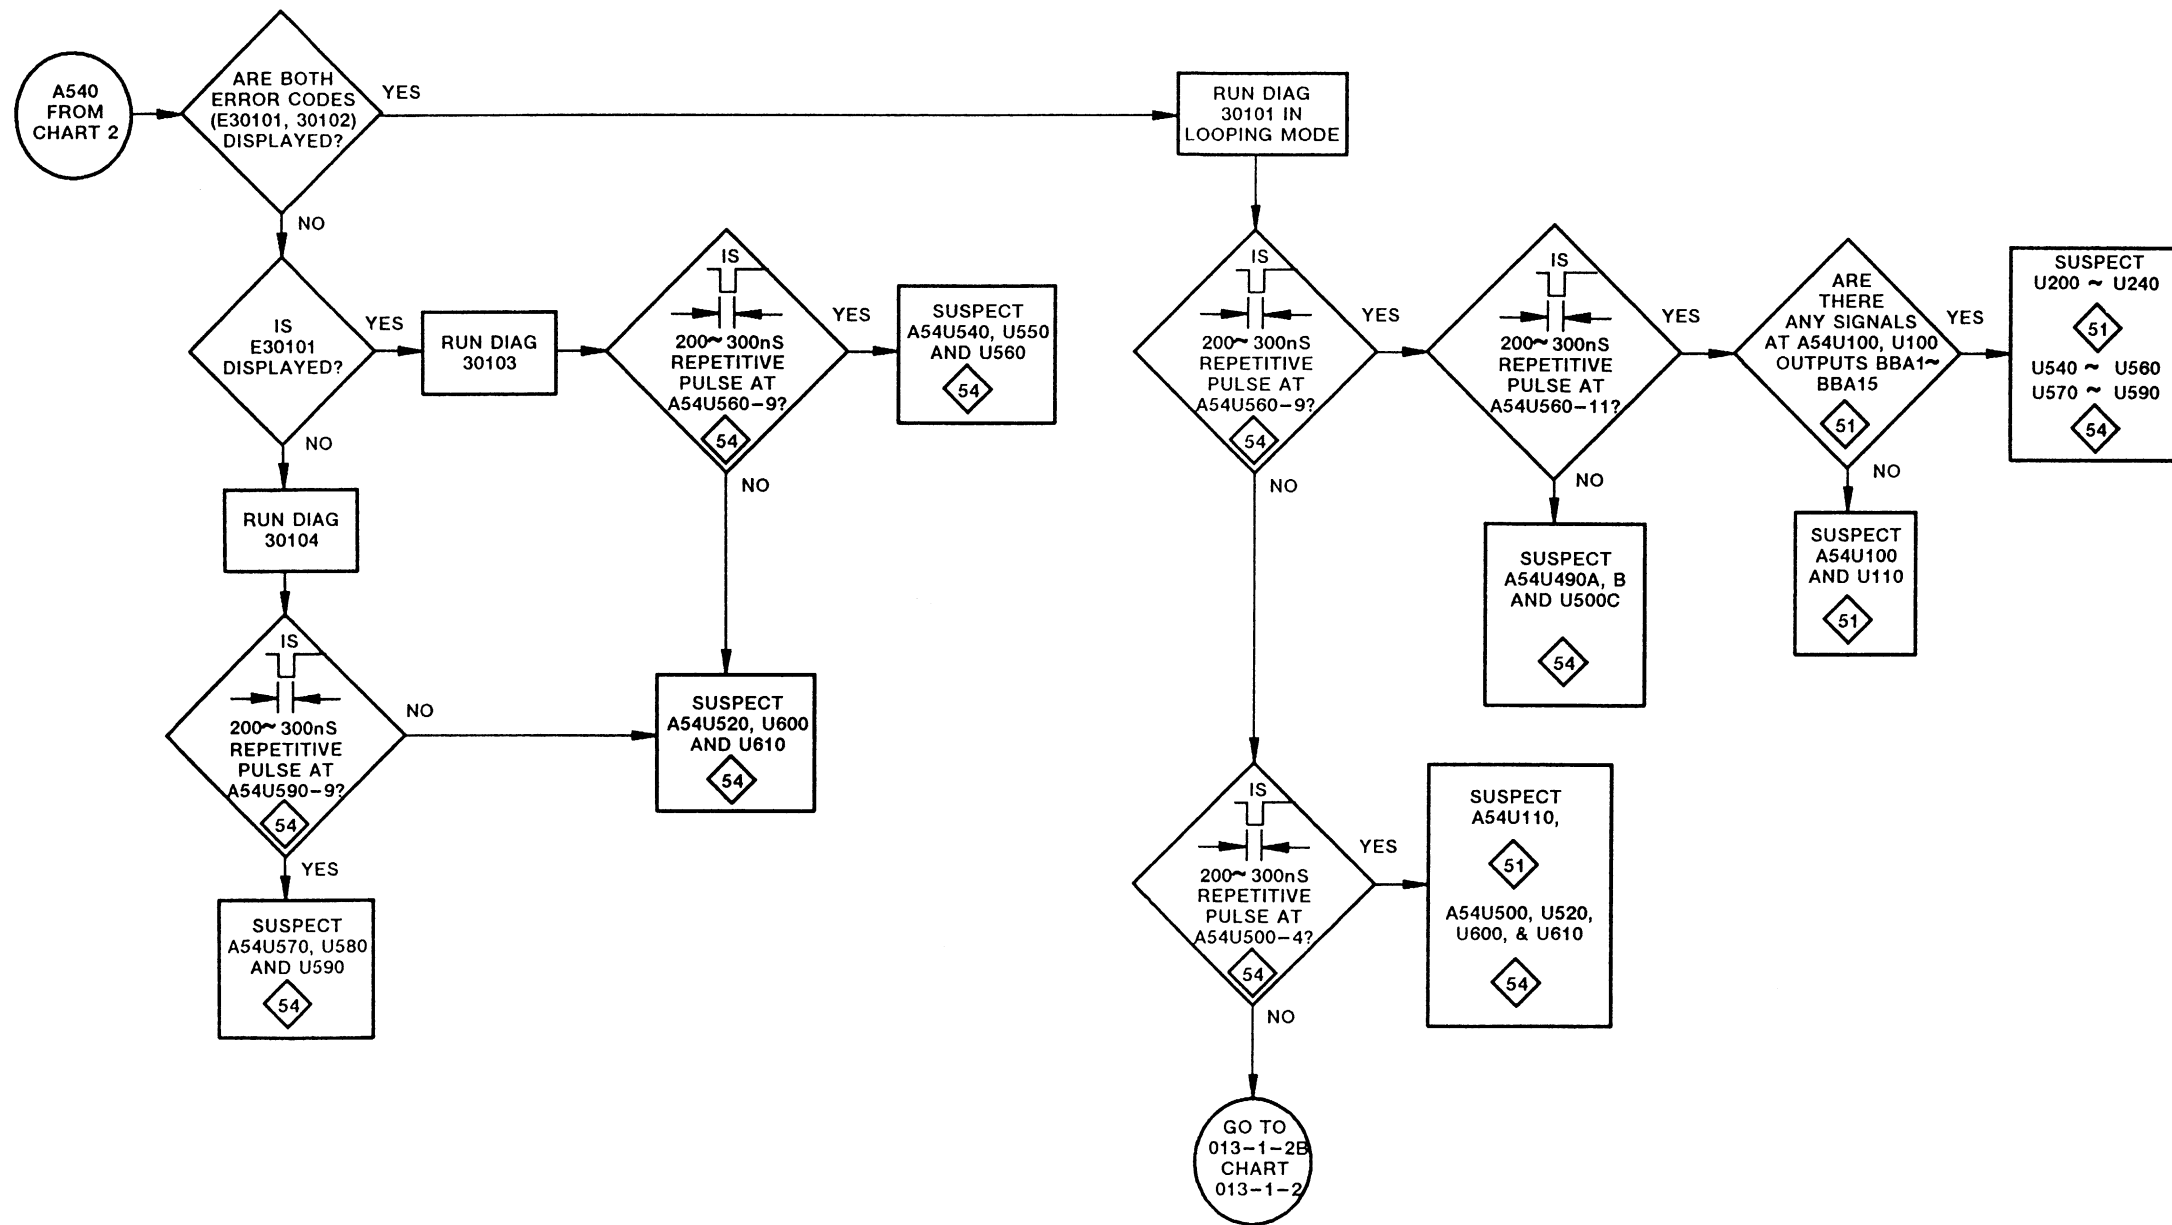 A540
FROM
CHART 2
ARE BOTH
ERROR CODES
(E30101, 30102)
DISPLAYED?
YES
NO
RUN DIAG
30101 IN
LOOPING MODE
IS
E30101
DISPLAYED?
YES
NO
RUN DIAG
30103
IS
200~300nS
REPETITIVE
PULSE AT
A54U560-9?
54
YES
NO
SUSPECT
A54U540, U550
AND U560
54
RUN DIAG
30104
IS
200~300nS
REPETITIVE
PULSE AT
A54U590-9?
54
NO
YES
SUSPECT
A54U520, U600
AND U610
54
SUSPECT
A54U570, U580
AND U590
54
IS
200~300nS
REPETITIVE
PULSE AT
A54U560-9?
54
YES
NO
IS
200~300nS
REPETITIVE
PULSE AT
A54U560-11?
YES
NO
ARE
THERE
ANY SIGNALS
AT A54U100, U100
OUTPUTS BBA1~
BBA15
51
YES
NO
SUSPECT
U200 ~ U240
51
U540 ~ U560
U570 ~ U590
54
SUSPECT
A54U490A, B
AND U500C
54
SUSPECT
A54U100
AND U110
51
IS
200~300nS
REPETITIVE
PULSE AT
A54U500-4?
54
YES
NO
SUSPECT
A54U110,
51
A54U500, U520,
U600, & U610
54
GO TO
013-1-2B
CHART
013-1-2